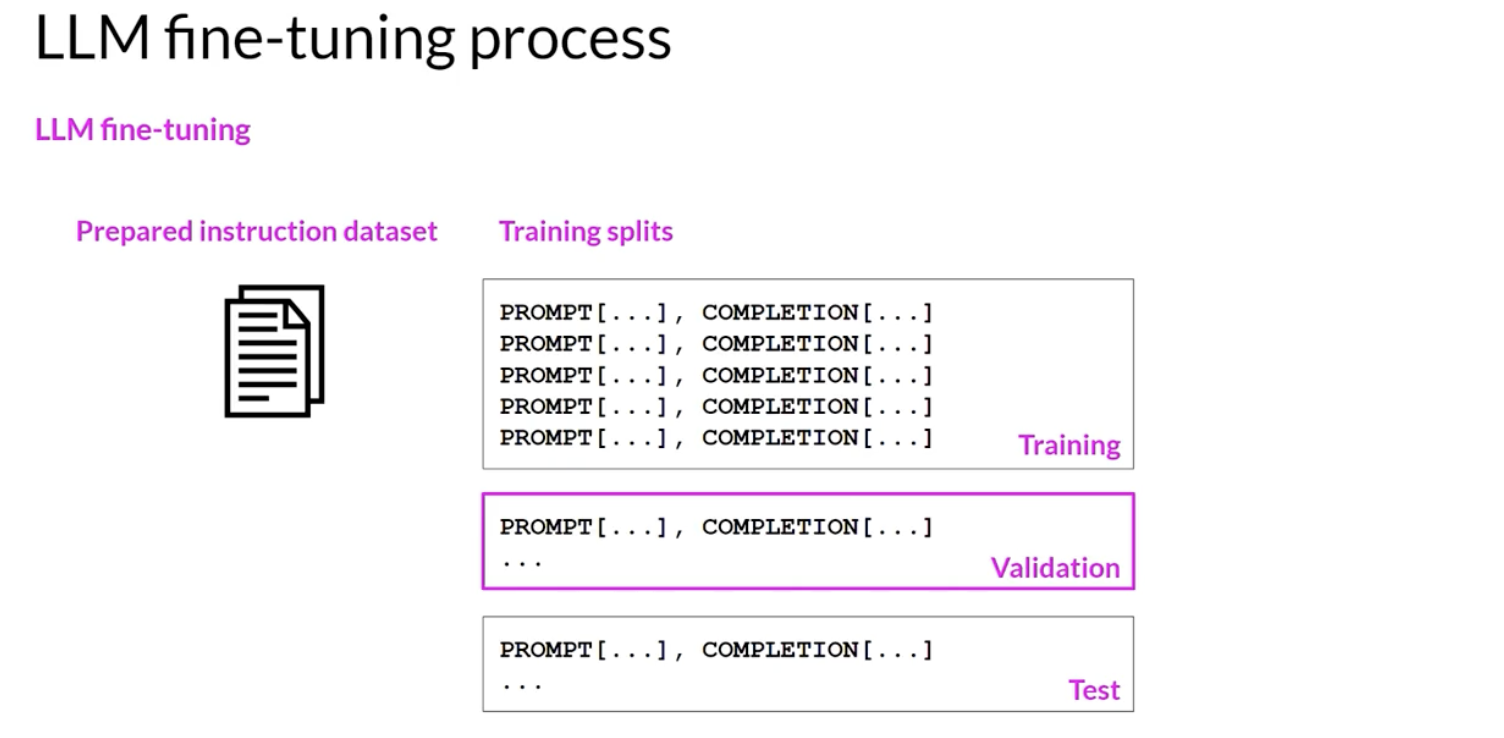 LLM fine-tuning process
LLM fine-tuning
Prepared instruction dataset
Training splits
PROMPT[...], COMPLETION[...]
PROMPT[...], COMPLETION[...]
PROMPT[...], COMPLETION[...]
PROMPT[...], COMPLETION[...]
PROMPT[...], COMPLETION[...]
Training
PROMPT[...], COMPLETION[...]
...
Validation
PROMPT[...], COMPLETION[...]
...
Test